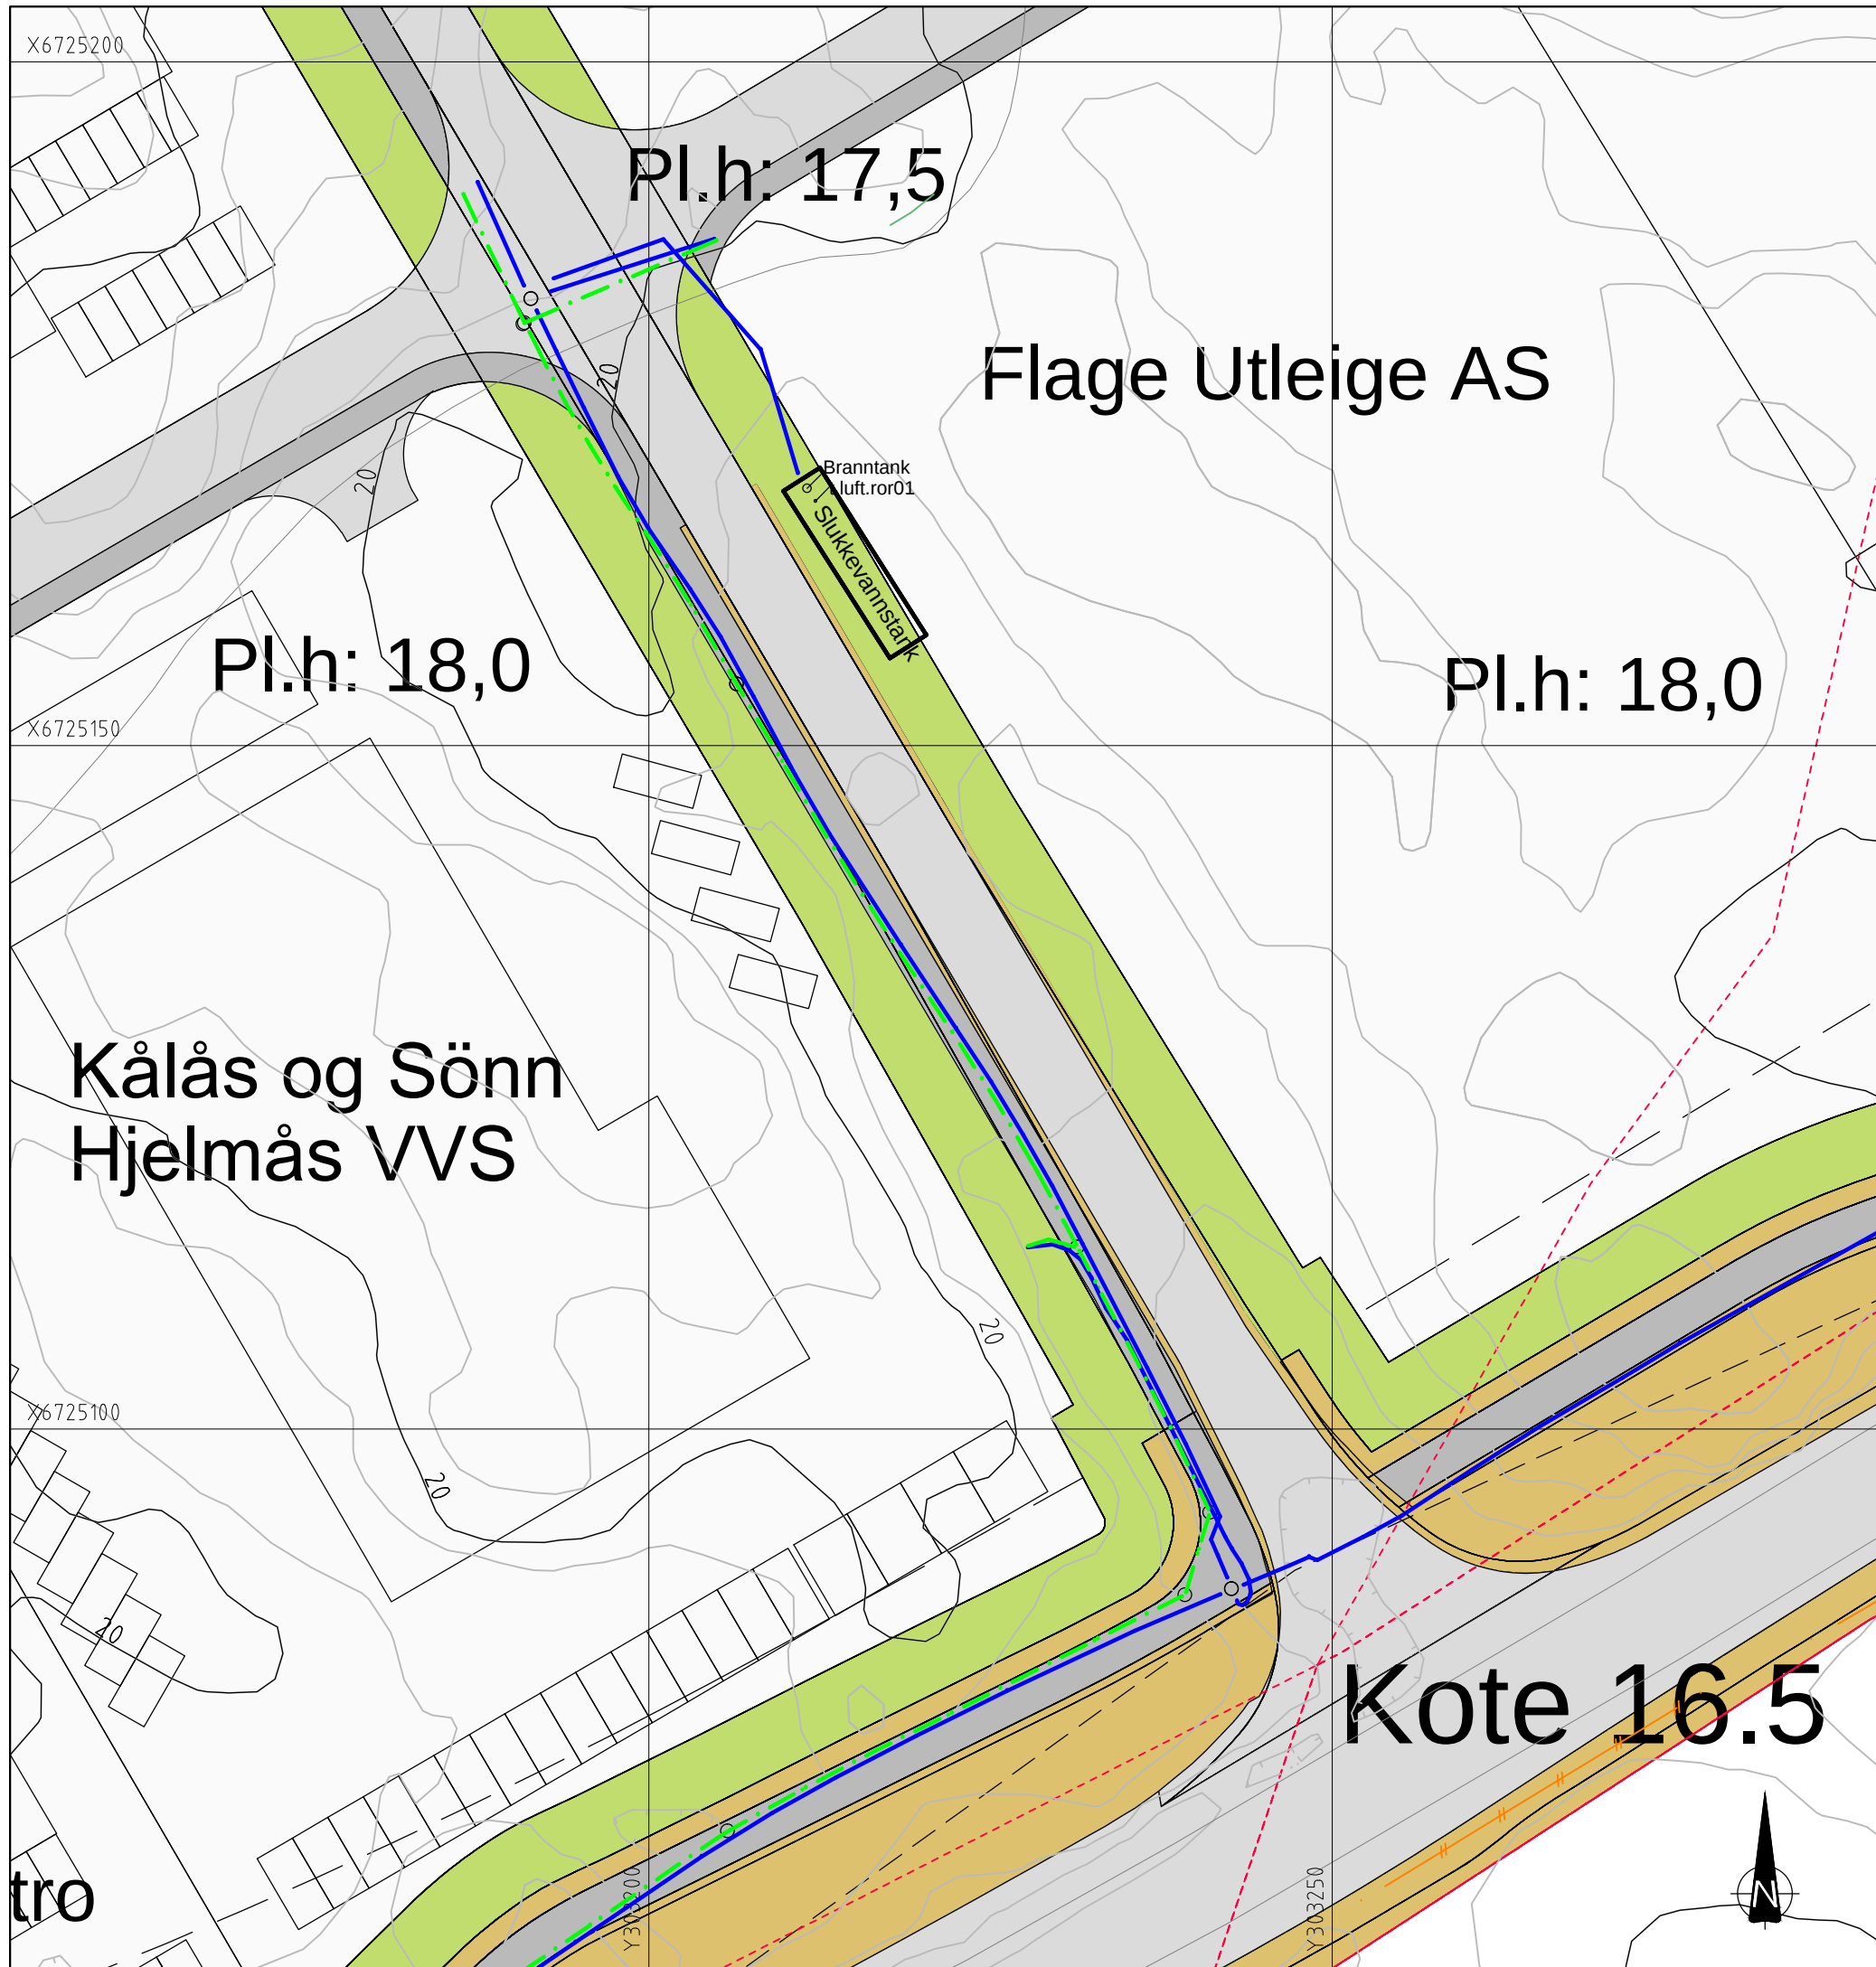 X6725200
Pl.h: 17,5
Flage Utleige AS
20
20
Branntank
luft.ror01
Slukkevannstank
Pl.h: 18,0
Pl.h: 18,0
X6725150
Kålås og Sönn
Hjelmås VVS
20
X6725100
20
20
Kote 16.5
tro
Y303200
Y303250
N